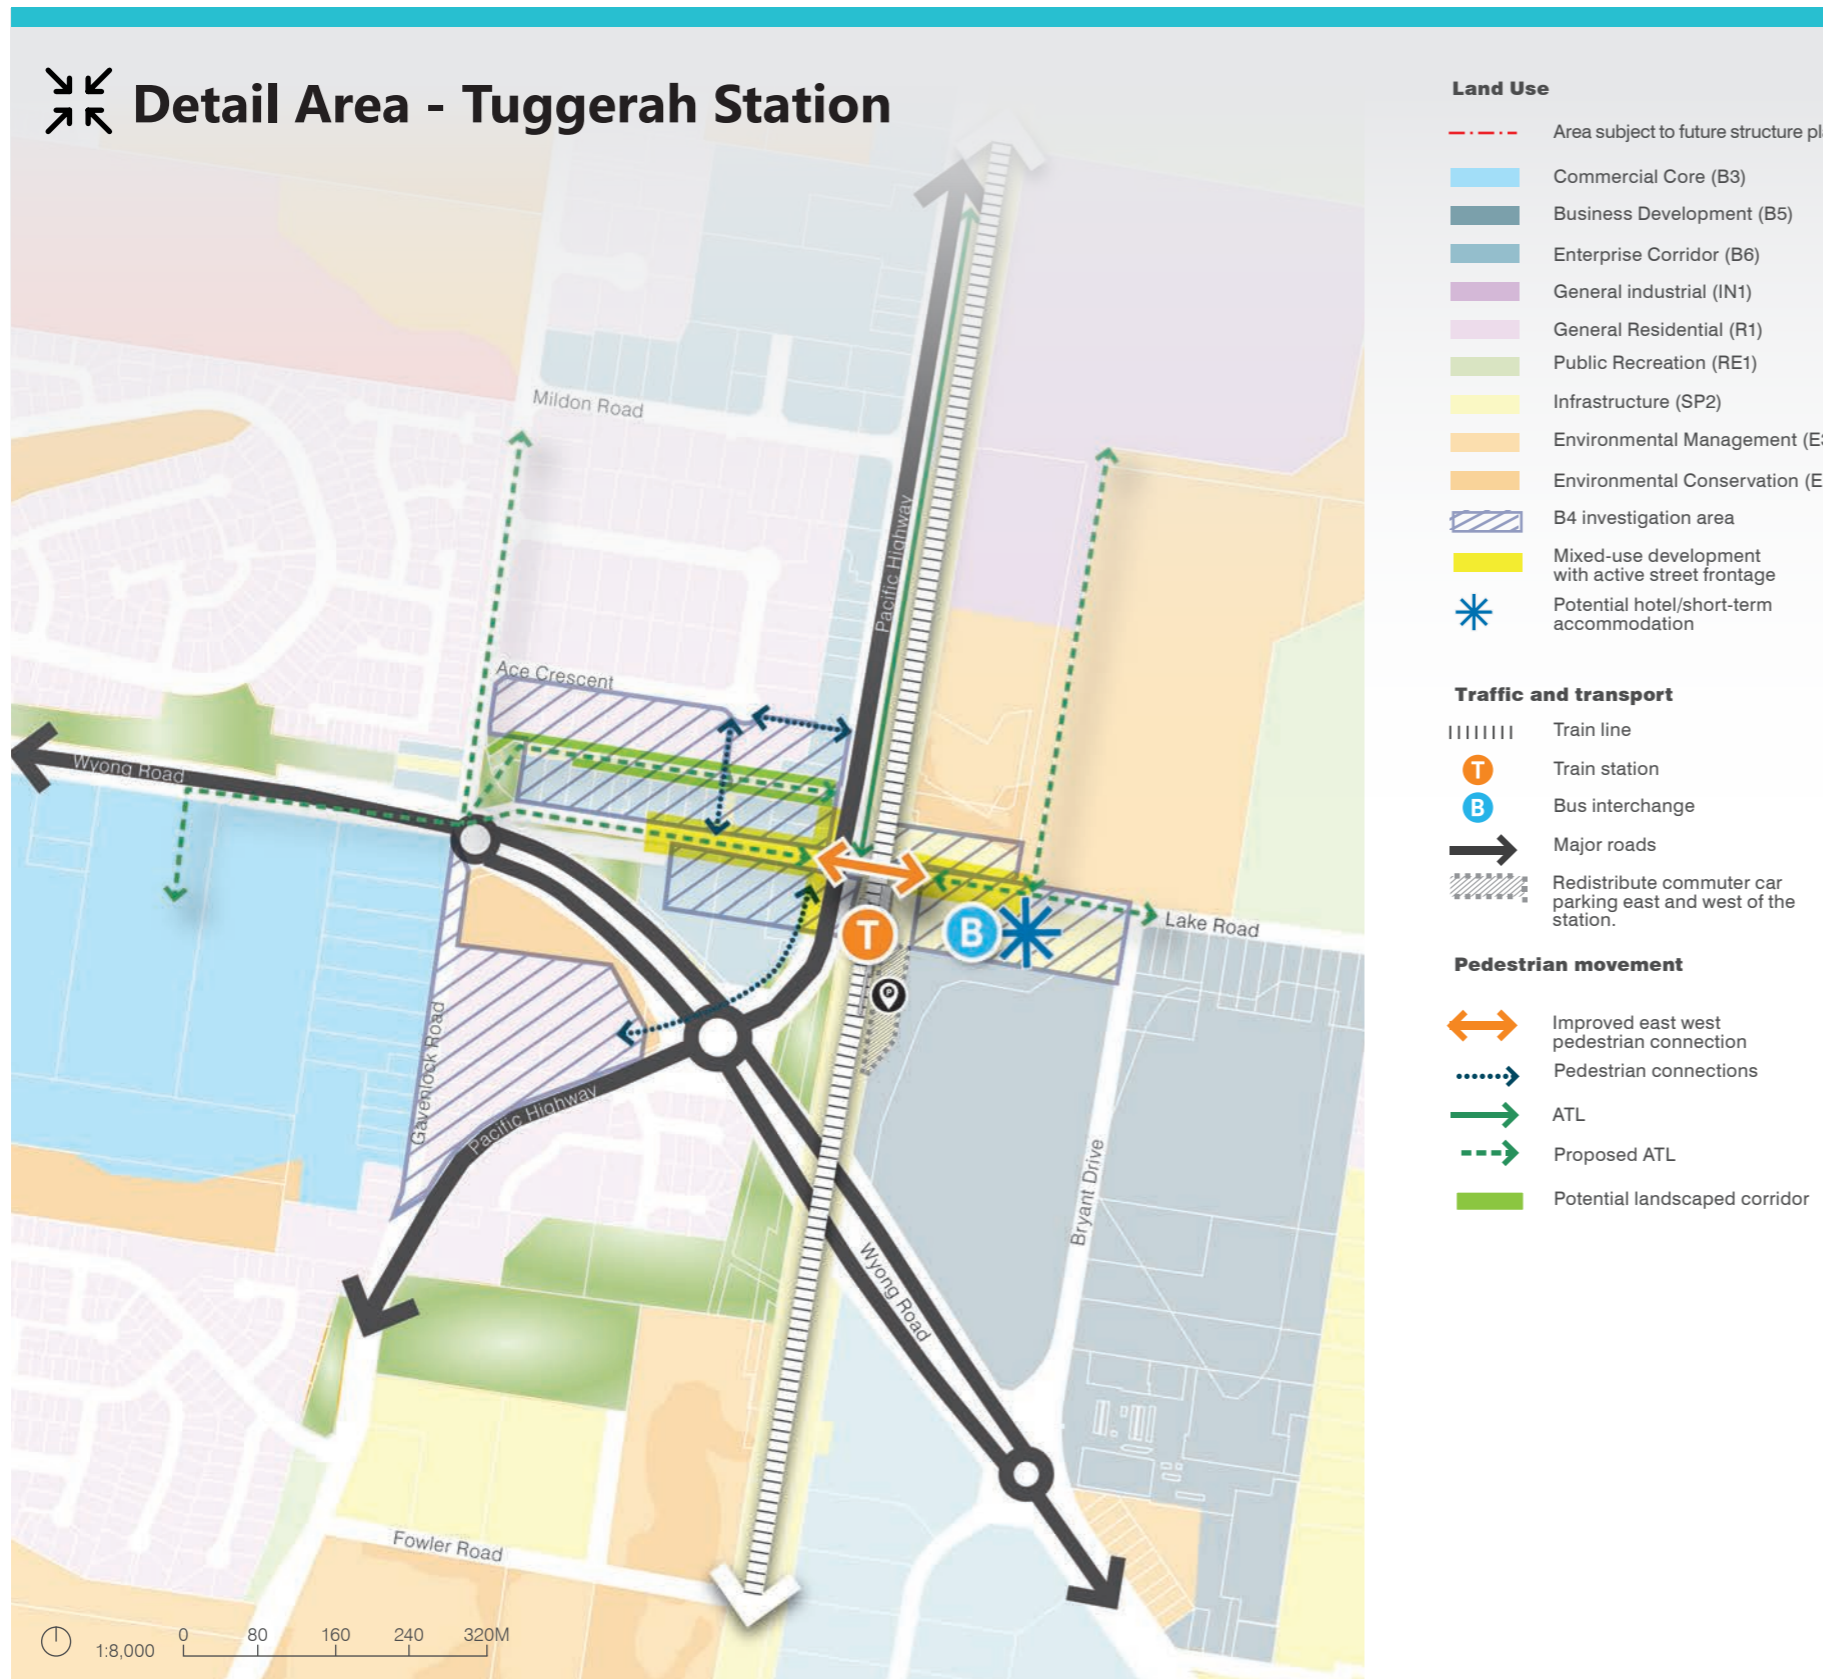 Detail Area - Tuggerah Station
Land Use
Area subject to future structure pl
Commercial Core (B3)
Business Development (B5)
Enterprise Corridor (B6)
General industrial (IN1)
General Residential (R1)
Public Recreation (RE1)
Infrastructure (SP2)
Environmental Management (E3
Environmental Conservation (E
B4 investigation area
Mixed-use development
with active street frontage
Potential hotel/short-term
accommodation
Traffic and transport
Train line
T
Train station
B
Bus interchange
Major roads
Redistribute commuter car
parking east and west of the
station.
Pedestrian movement
Improved east west
pedestrian connection
Pedestrian connections
ATL
Proposed ATL
Potential landscaped corridor
Mildon Road
Pacific Highway
Ace Crescent
Wyong Road
Lake Road
T
B
P
Gavenlock Road
Pacific Highway
Bryant Drive
Wyong Road
Fowler Road
1:8,000
0 80 160 240 320M